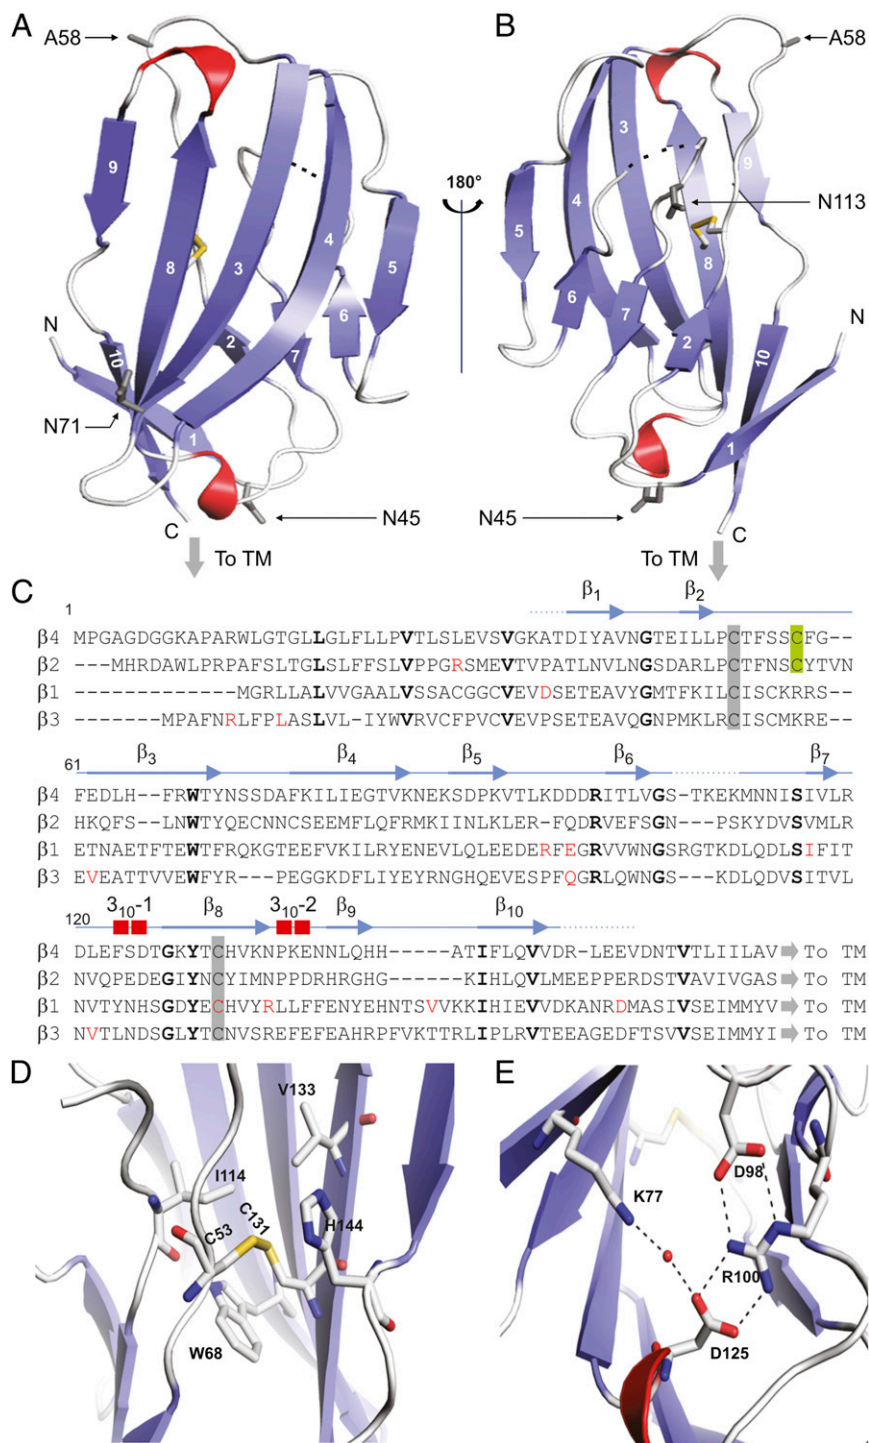 A
B
A58
A58
9
3
4
8
3
5
180°
N113
9
4
5
8
6
7
2
6
2
7
N
N
10
10
N71
1
1
C
C
N45
N45
To TM
To TM
C
1
β1 β2
β4 MPGAGDGGKAPARWLGTGLLGLFLLPVTLSLEVSVGKATDIYAVNGTEILLPCTFSSCFG--
β2 ---MHRDAWLPRPAFSLTGLSLFFSLVPPGRSMEVTVPATLNVLNGSDARLPCTFNSCYTVN
β1 -----------MGRLLALVVGAALVSSACGGCVEVDSETEAVYGMTFKILCISCKRRS-
β3 -------MPAFNRLFPLASLVL-IYWVRVCFPVCVEVPSETEAVQGNPMKLRCISCMKRE-
61 β3 β4 β5 β6 β7
β4 FEDLH--FRWTYNSSDAFKILIEGTVKNEKSDPKVTLKDDDRITLVGS-TKEKMNNISIVLR
β2 HKQFS--LNWTYQECNNCSEEMFLQFRMKIINLKLER-FQDRVEFSGN---PSKYDVSVMLR
β1 ETNAETFTEWTFRQKGTEEFVKILRYENEVLQLEEDERFEGRVVWNGSRGTKDLQDLSIFIT
β3 EVEATTVVEWFYR---PEGGKDFLIYEYRNGHQEVESPFQGRLQWNGS---KDLQDVSITVL
120 3₁₀-1 β8 3₁₀-2 β9 β10
β4 DLEFSDTGKYTCHVKNPKENNLQHH-----ATIFLQVVDR-LEEVDNTVTLIILAV To TM
β2 NVQPEDEGIYNCYIMNPPDRHRGHG-----KIHLQVLMEEPPERDSTVAVIVGAS To TM
β1 NVTYNHSGDYECHVYRLLFFENYEHNTSVVKKIHIEVVDKANRDMASIVSEIMMYV To TM
β3 NVTLNDSGLYTCNVSREFEFEAHRPFVKTTRLIPLRVTEEAGEDFTSVVSEIMMYI To TM
D
E
V133
I114
C131
C53
H144
W68
D98
K77
R100
D125